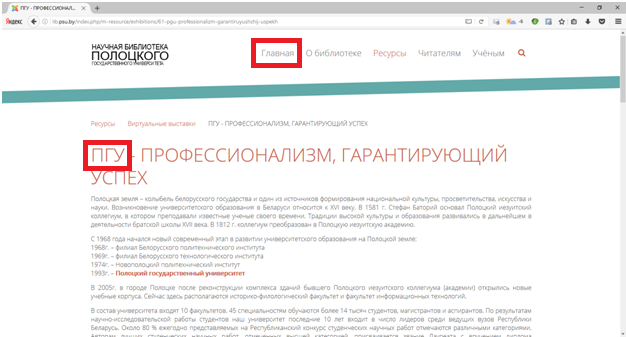 ПГУ - ПРОФЕССИОНАЛИЗМ...
lib.psu.by/index.php/m-resource/exhibitions/61-pgu-professionalizm-garantiruyushchij-uspekh
Яндекс
НАУЧНАЯ БИБЛИОТЕКА
ПОЛОЦКОГО
ГОСУДАРСТВЕННОГО УНИВЕРСИТЕТА
Главная О библиотеке Ресурсы Читателям Учёным
Ресурсы Виртуальные выставки ПГУ - ПРОФЕССИОНАЛИЗМ, ГАРАНТИРУЮЩИЙ УСПЕХ
ПГУ - ПРОФЕССИОНАЛИЗМ, ГАРАНТИРУЮЩИЙ
УСПЕХ
Полоцкая земля – колыбель белорусского государства и один из источников формирования национальной культуры, просветительства, искусства и
науки. Возникновение университетского образования в Беларуси относится к XVI веку. В 1581 г. Стефан Баторий основал Полоцкий иезуитский
коллегиум, в котором преподавали известные ученые своего времени. Традиции высокой культуры и образования развивались в дальнейшем в
деятельности братской школы XVII века. В 1812 г. коллегиум преобразован в Полоцкую иезуитскую академию.
С 1968 года начался новый современный этап в развитии университетского образования на Полоцкой земле:
1968г. – филиал Белорусского политехнического института
1969г. – филиал Белорусского технологического института
1974г. – Новополоцкий политехнический институт
1993г. – Полоцкий государственный университет
В 2005г. в городе Полоцке после реконструкции комплекса зданий бывшего Полоцкого иезуитского коллегиума (академии) открылись новые
учебные корпуса. Сейчас здесь располагаются историко-филологический факультет и факультет информационных технологий.
В состав университета входят 10 факультетов. 45 специальностям обучаются более 14 тысяч студентов, магистрантов и аспирантов. По результатам
научно-исследовательской работы студентов наш университет последние 10 лет входит в число лидеров среди ведущих вузов Республики
Беларусь. Около 80 % ежегодно представляемых на Республиканский конкурс студенческих научных работ отмечаются различными категориями.